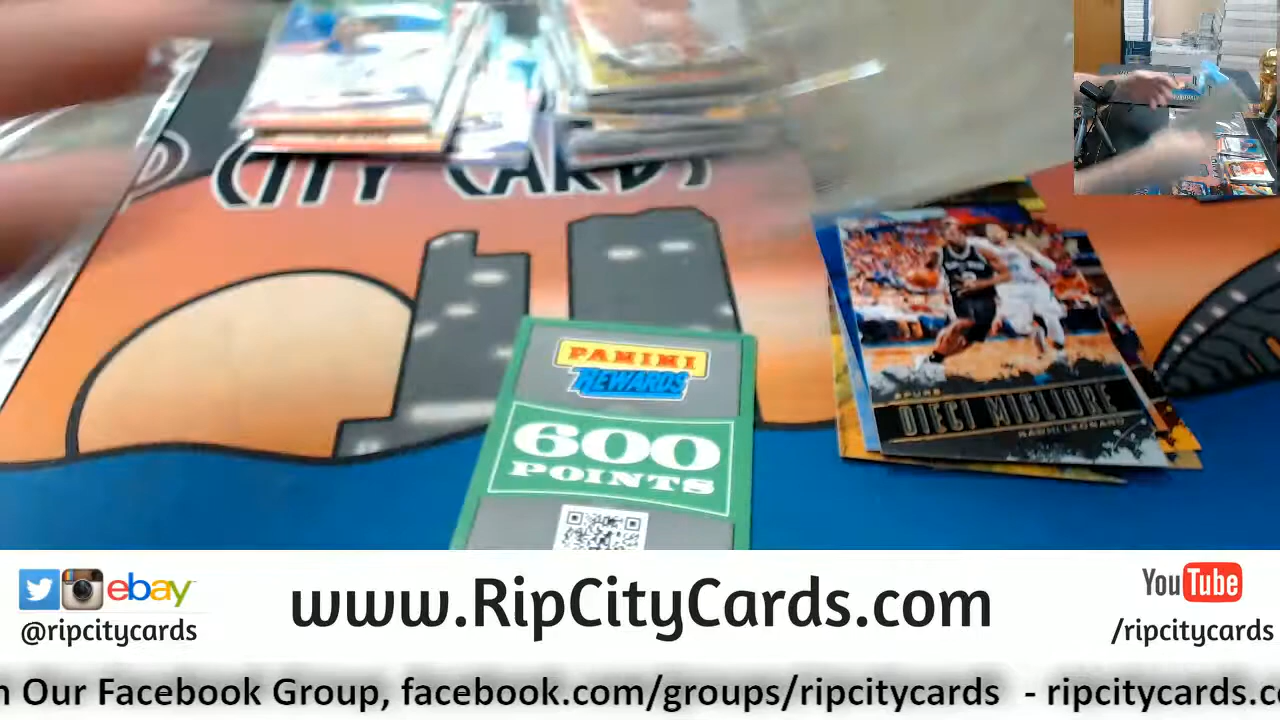 CITY CARDS
PANINI
REWARDS
600
POINTS
SPURS
DIECI MIGLIORE
KAWHI LEONARD
ebay
@ripcitycards
www.RipCityCards.com
YouTube
/ripcitycards
n Our Facebook Group, facebook.com/groups/ripcitycards - ripcitycards.c